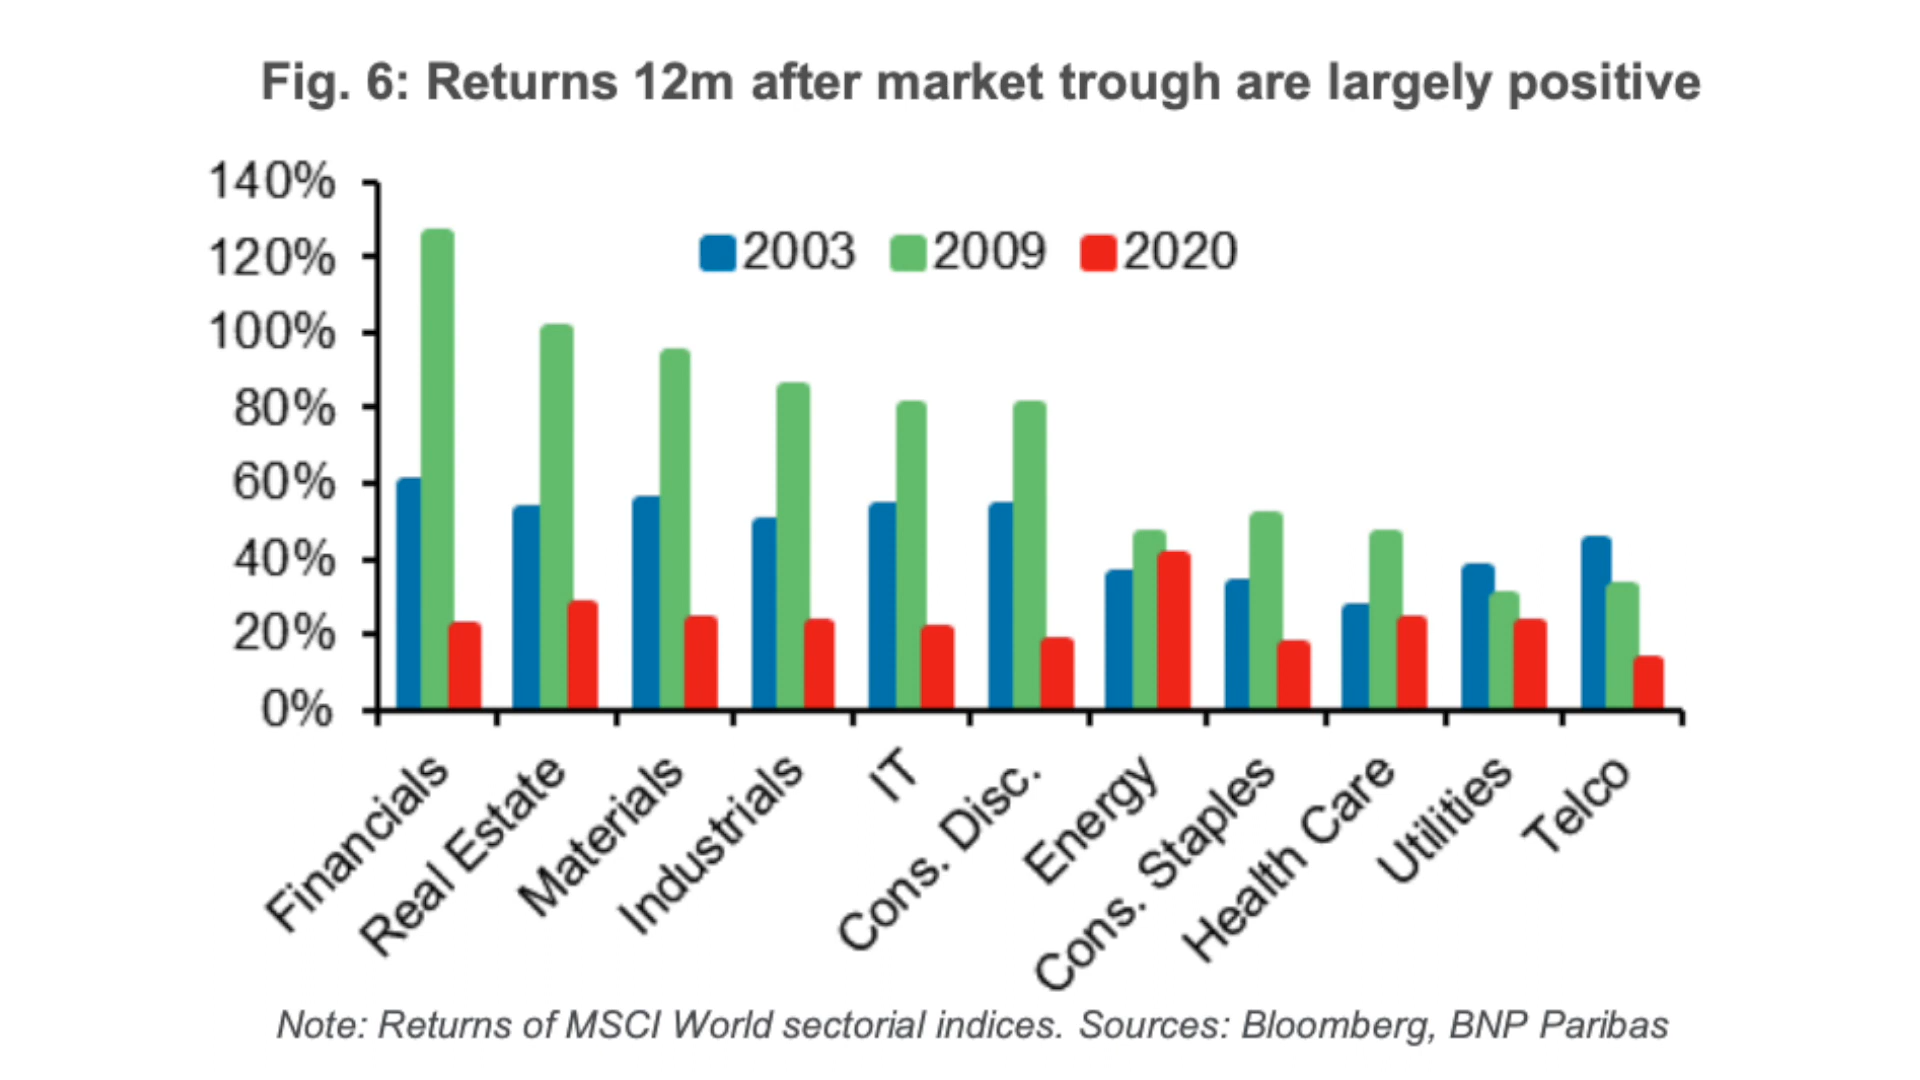 Fig. 6: Returns 12m after market trough are largely positive
140%
120%
100%
80%
60%
40%
20%
0%
2003 2009 2020
Financials
Real Estate
Materials
Industrials
IT
Cons. Disc.
Energy
Cons. Staples
Health Care
Utilities
Telco
Note: Returns of MSCI World sectorial indices. Sources: Bloomberg, BNP Paribas